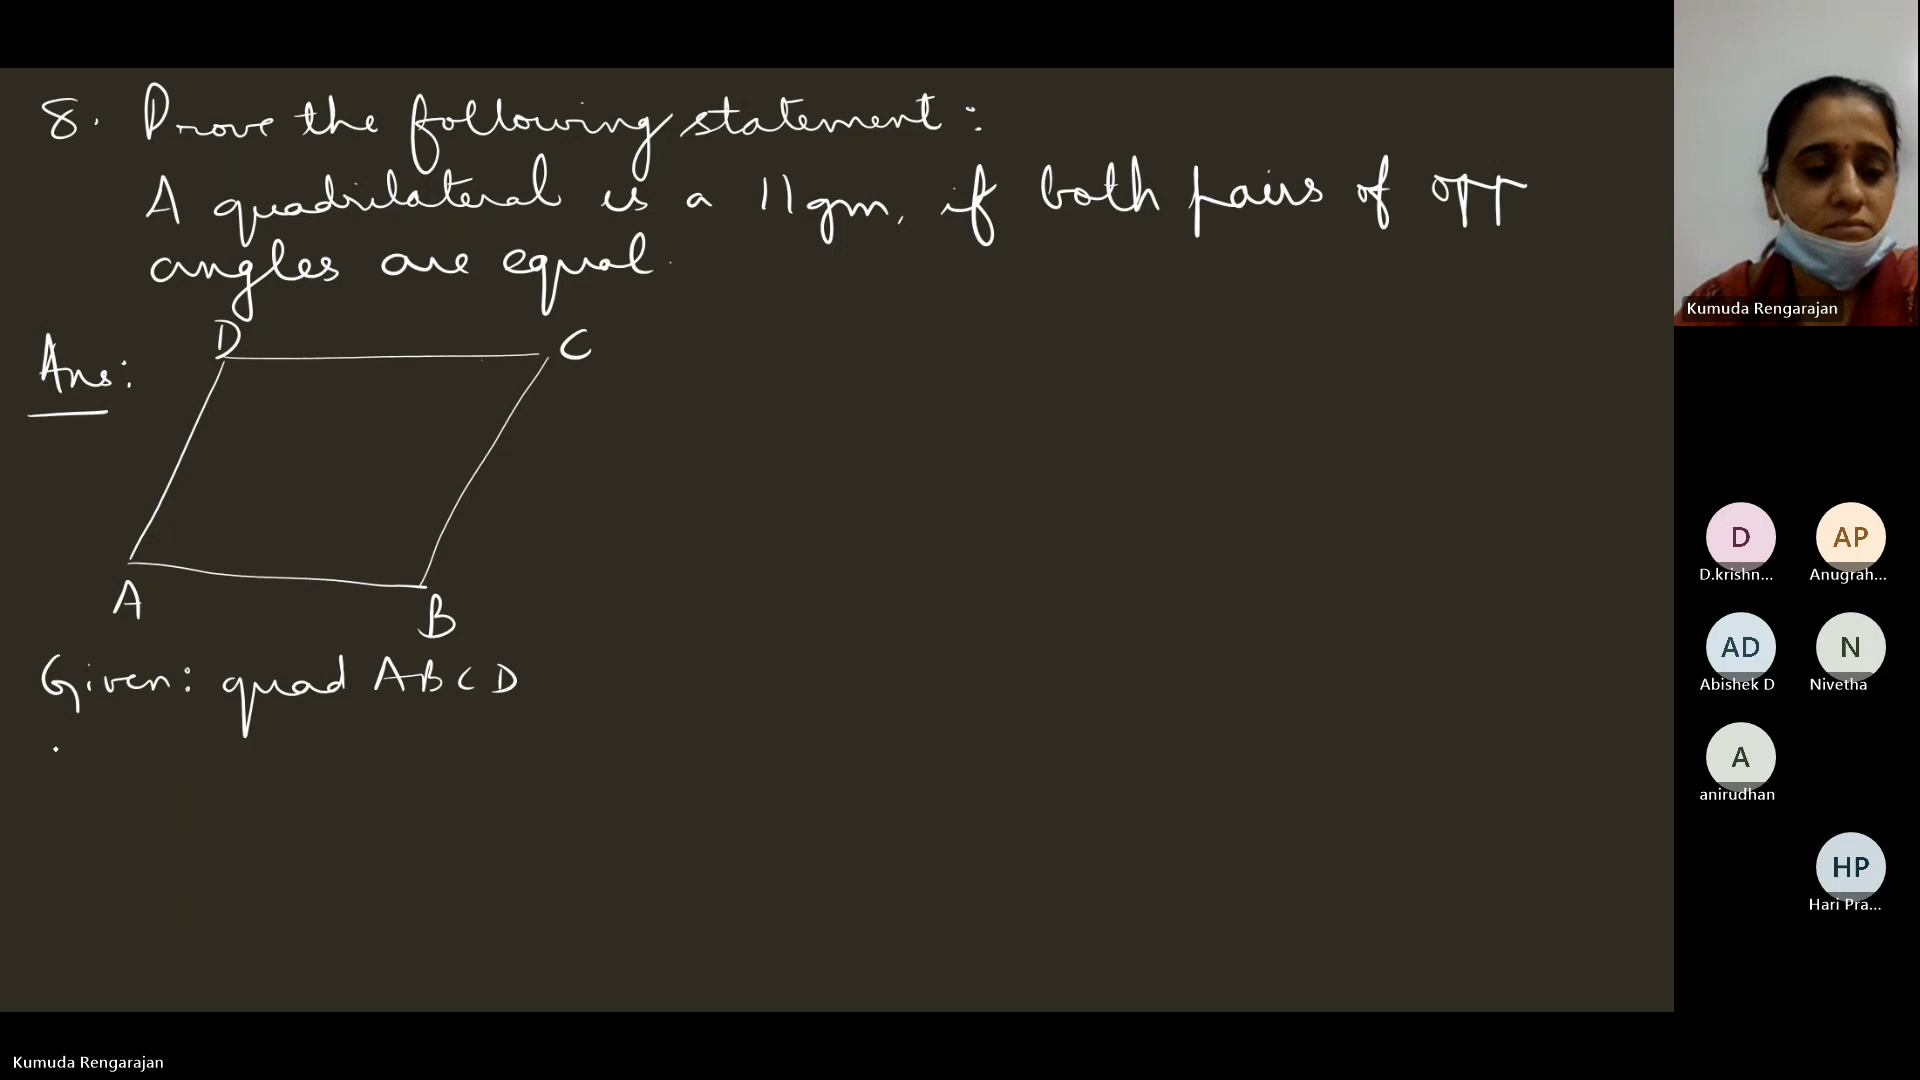 8. Prove the following statement:
A quadrilateral is a ||gm, if both pairs of opp
angles are equal.
Ans:
D
C
A
B
Given: quad ABCD
Kumuda Rengarajan
D
D.krishn...
AP
Anugrah...
AD
Abishek D
N
Nivetha
A
anirudhan
HP
Hari Pra...
Kumuda Rengarajan